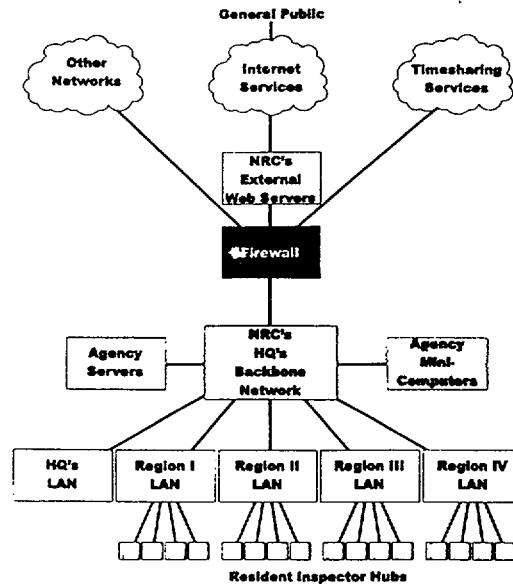 General Public
Other
Networks
Internet
Services
Timesharing
Services
NRC's
External
Web Servers
Firewall
NRC's
HQ's
Backbone
Network
Agency
Servers
Agency
Mini-
Computers
HQ's
LAN
Region I
LAN
Region II
LAN
Region III
LAN
Region IV
LAN
Resident Inspector Hubs